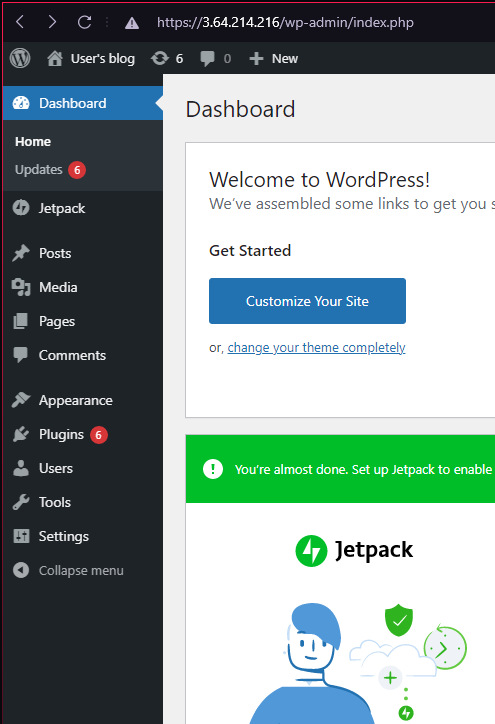 https://3.64.214.216/wp-admin/index.php
User's blog 6 0 New
Dashboard
Home
Updates 6
Jetpack
Posts
Media
Pages
Comments
Appearance
Plugins 6
Users
Tools
Settings
Collapse menu
Dashboard
Welcome to WordPress!
We've assembled some links to get you s
Get Started
Customize Your Site
or, change your theme completely
You're almost done. Set up Jetpack to enable
Jetpack